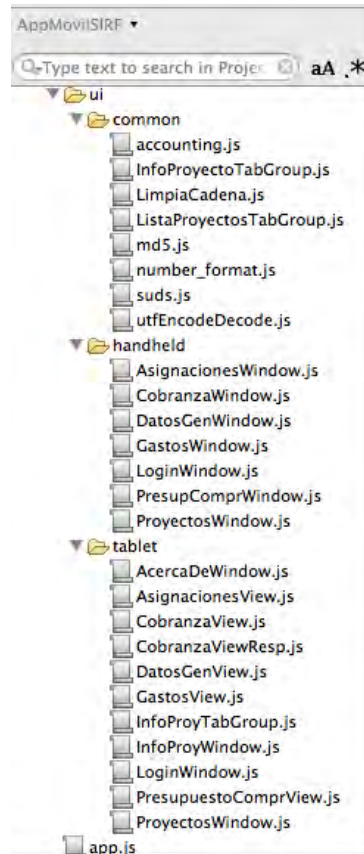 AppMovilSIRF
Type text to search in Projec aA .*
ui
common
accounting.js
InfoProyectoTabGroup.js
LimpiaCadena.js
ListaProyectosTabGroup.js
md5.js
number_format.js
suds.js
utfEncodeDecode.js
handheld
AsignacionesWindow.js
CobranzaWindow.js
DatosGenWindow.js
GastosWindow.js
LoginWindow.js
PresupComprWindow.js
ProyectosWindow.js
tablet
AcercaDeWindow.js
AsignacionesView.js
CobranzaView.js
CobranzaViewResp.js
DatosGenView.js
GastosView.js
InfoProyTabGroup.js
InfoProyWindow.js
LoginWindow.js
PresupuestoComprView.js
ProyectosWindow.js
app.js